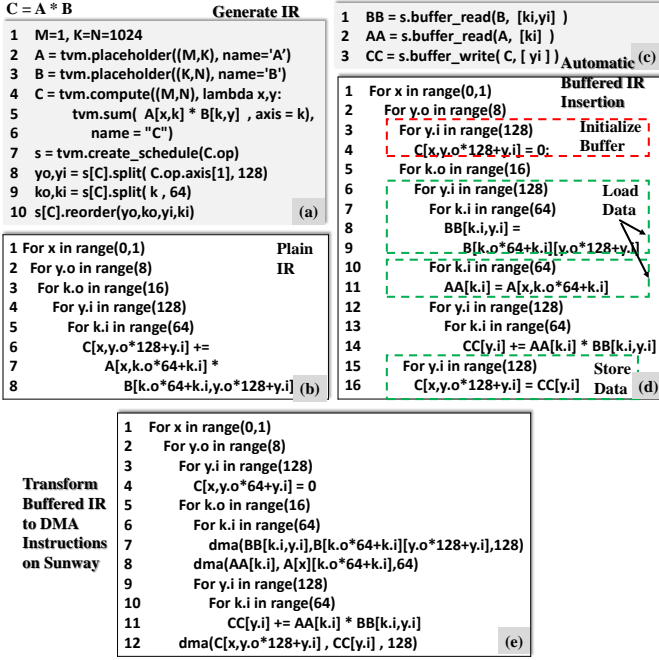 C = A * B
Generate IR
1 M=1, K=N=1024
2 A = tvm.placeholder((M,K), name='A')
3 B = tvm.placeholder((K,N), name='B')
4 C = tvm.compute((M,N), lambda x,y:
5 tvm.sum( A[x,k] * B[k,y] , axis = k),
6 name = "C")
7 s = tvm.create_schedule(C.op)
8 yo,yi = s[C].split( C.op.axis[1], 128)
9 ko,ki = s[C].split( k , 64)
10 s[C].reorder(yo,ko,yi,ki)
(a)
1 For x in range(0,1)
2 For y.o in range(8)
3 For k.o in range(16)
4 For y.i in range(128)
5 For k.i in range(64)
6 C[x,y.o*128+y.i] +=
7 A[x,k.o*64+k.i] *
8 B[k.o*64+k.i,y.o*128+y.i]
Plain
IR
(b)
1 BB = s.buffer_read(B, [ki,yi] )
2 AA = s.buffer_read(A, [ki] )
3 CC = s.buffer_write( C, [ yi ] )
(c)
Automatic
Buffered IR
Insertion
1 For x in range(0,1)
2 For y.o in range(8)
3 For y.i in range(128)
4 C[x,y.o*128+y.i] = 0;
Initialize
Buffer
5 For k.o in range(16)
6 For y.i in range(128)
7 For k.i in range(64)
8 BB[k.i,y.i] =
9 B[k.o*64+k.i][y.o*128+y.i]
Load
Data
10 For k.i in range(64)
11 AA[k.i] = A[x,k.o*64+k.i]
12 For y.i in range(128)
13 For k.i in range(64)
14 CC[y.i] += AA[k.i] * BB[k.i,y.i]
15 For y.i in range(128)
16 C[x,y.o*128+y.i] = CC[y.i]
Store
Data
(d)
Transform
Buffered IR
to DMA
Instructions
on Sunway
1 For x in range(0,1)
2 For y.o in range(8)
3 For y.i in range(128)
4 C[x,y.o*64+y.i] = 0
5 For k.o in range(16)
6 For k.i in range(64)
7 dma(BB[k.i,y.i],B[k.o*64+k.i][y.o*128+y.i],128)
8 dma(AA[k.i], A[x][k.o*64+k.i],64)
9 For y.i in range(128)
10 For k.i in range(64)
11 CC[y.i] += AA[k.i] * BB[k.i,y.i]
12 dma(C[x,y.o*128+y.i] , CC[y.i] , 128)
(e)